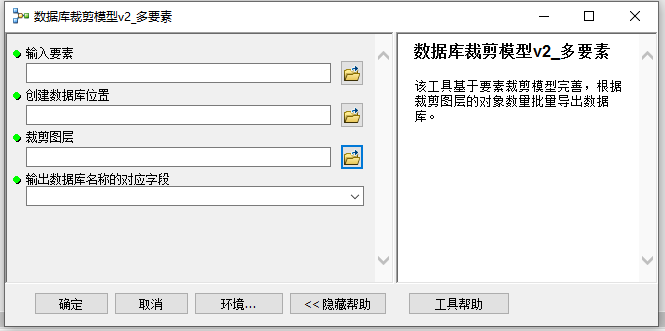 数据库裁剪模型v2_多要素
输入要素
创建数据库位置
裁剪图层
输出数据库名称的对应字段
数据库裁剪模型v2_多要素
该工具基于要素裁剪模型完善，根据
裁剪图层的对象数量批量导出数据
库。
确定
取消
环境...
<< 隐藏帮助
工具帮助